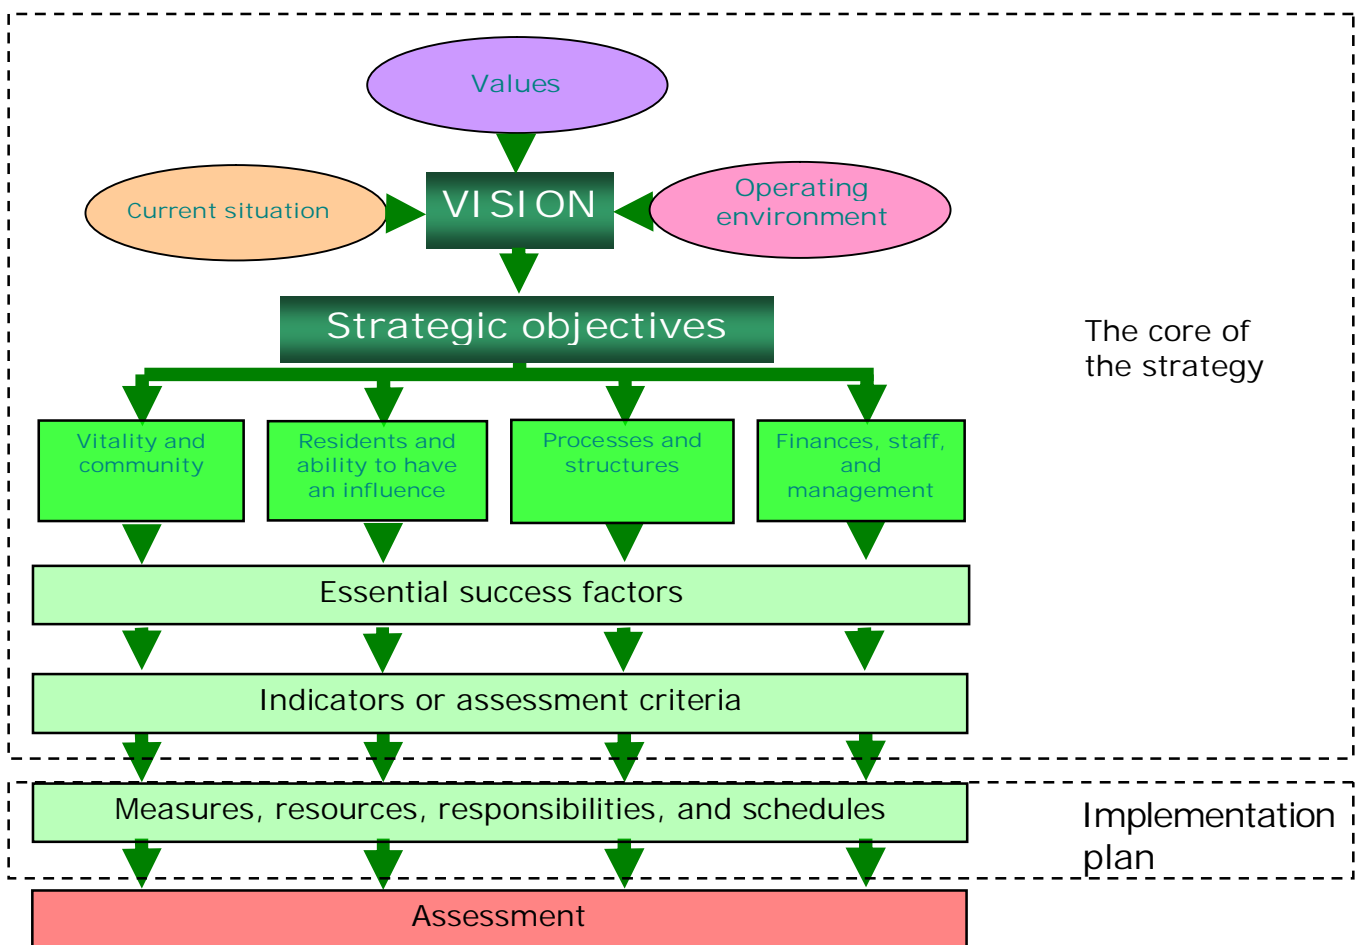 Values
Current situation
VISION
Operating
environment
Strategic objectives
The core of
the strategy
Vitality and
community
Residents and
ability to have
an influence
Processes and
structures
Finances, staff,
and
management
Essential success factors
Indicators or assessment criteria
Measures, resources, responsibilities, and schedules
Implementation
plan
Assessment